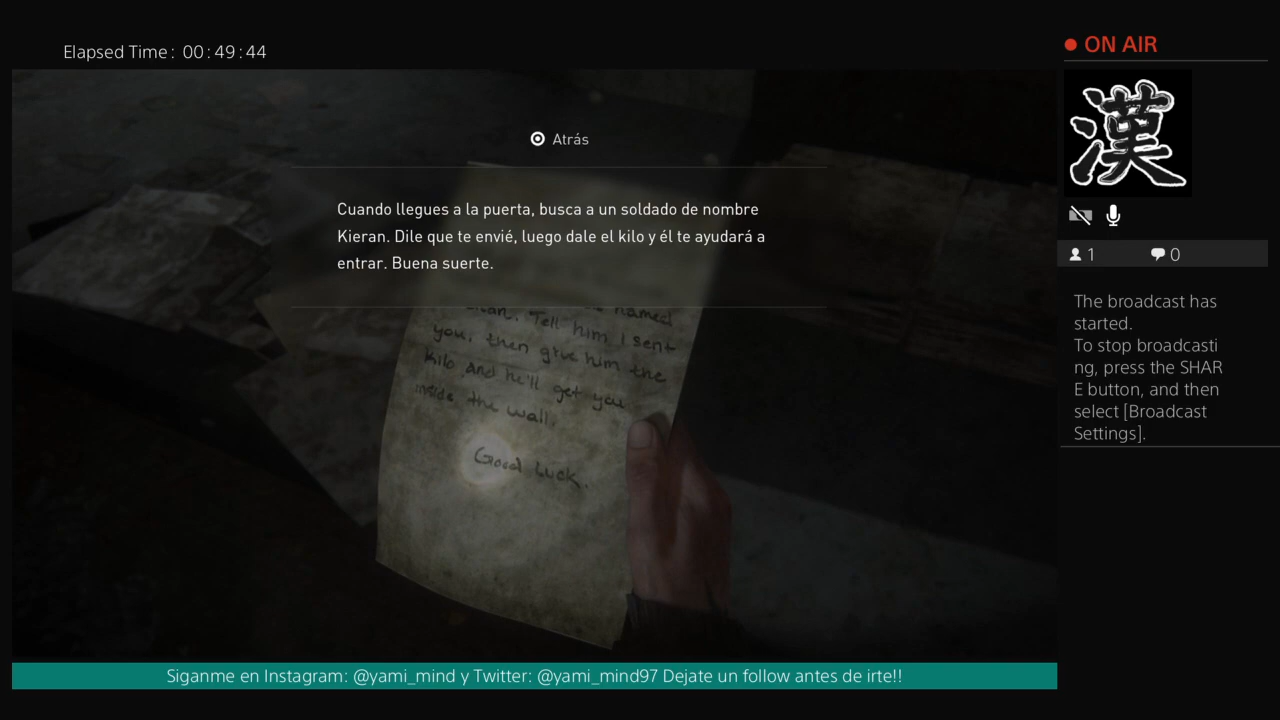 Elapsed Time: 00:49:44
ON AIR
漢
1 0
Atrás
Cuando llegues a la puerta, busca a un soldado de nombre
Kieran. Dile que te envié, luego dale el kilo y él te ayudará a
entrar. Buena suerte.
named
Tell him I sent
you, then give him the
kilo and he'll get you
inside the wall.
Good Luck.
The broadcast has
started.
To stop broadcasti
ng, press the SHAR
E button, and then
select [Broadcast
Settings].
Siganme en Instagram: @yami_mind y Twitter: @yami_mind97 Dejate un follow antes de irte!!